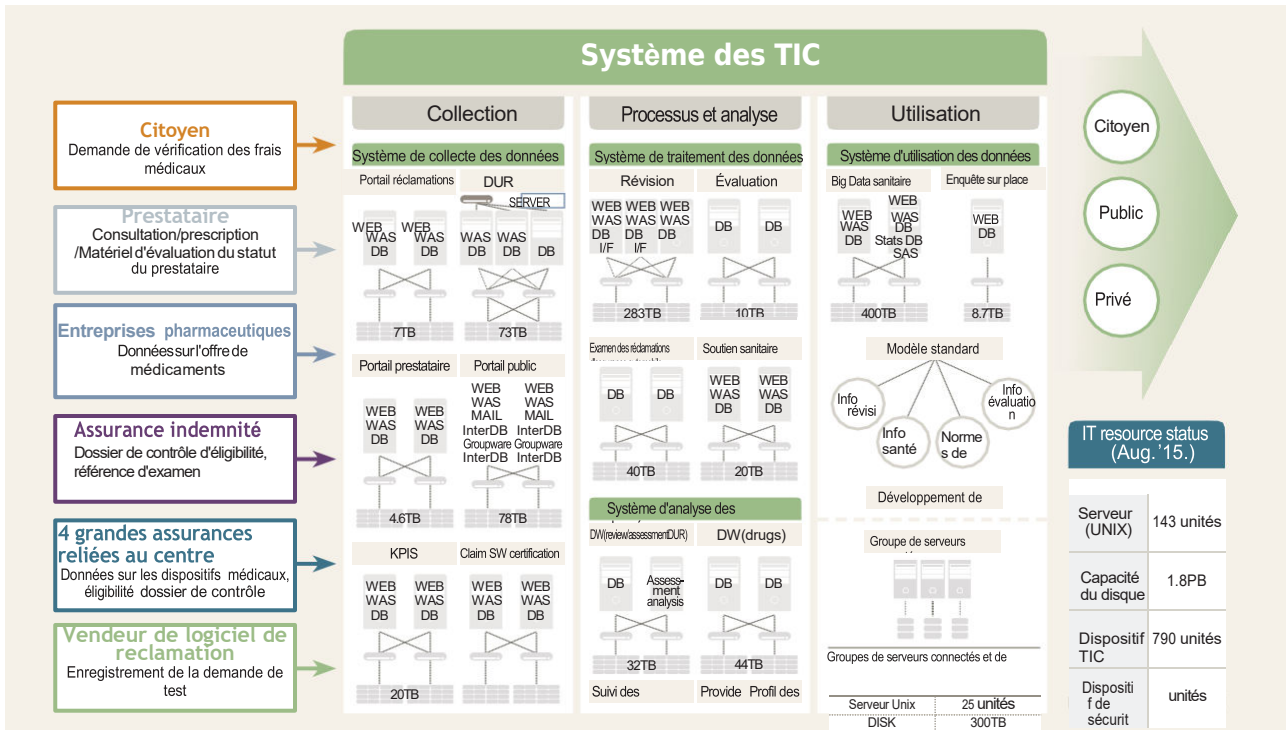 Système des TIC
Citoyen
Demande de vérification des frais
médicaux
Prestataire
Consultation/prescription
/Matériel d'évaluation du statut
du prestataire
Entreprises pharmaceutiques
Données sur l'offre de
médicaments
Assurance indemnité
Dossier de contrôle d'éligibilité,
référence d'examen
4 grandes assurances
reliées au centre
Données sur les dispositifs médicaux,
éligibilité dossier de contrôle
Vendeur de logiciel de
reclamation
Enregistrement de la demande de
test
Collection
Système de collecte des données
Portail réclamations
WEB WEB
WAS WAS
DB DB
7TB
DUR
SERVER
WAS WAS
DB DB DB
73TB
Portail prestataire
WEB WEB
WAS WAS
DB DB
4.6TB
Portail public
WEB WEB
WAS WAS
MAIL MAIL
InterDB InterDB
Groupware Groupware
InterDB InterDB
78TB
KPIS
WEB WEB
WAS WAS
DB DB
20TB
Claim SW certification
WEB WEB
WAS WAS
DB DB
Processus et analyse
Système de traitement des données
Révision
WEB WEB WEB
WAS WAS WAS
DB DB DB
I/F I/F
283TB
Évaluation
DB DB
10TB
Examen des réclamations
DB DB
40TB
Soutien sanitaire
WEB WEB
WAS WAS
DB DB
20TB
Système d'analyse des
DW(review/assessmentDUR)
DB
Assess-
ment
analysis
32TB
Suivi des
DW(drugs)
DB DB
44TB
Provide Profil des
Utilisation
Système d'utilisation des données
Big Data sanitaire
WEB
WAS
DB
WEB
WAS
DB
Stats DB
SAS
400TB
Enquête sur place
WEB
DB
8.7TB
Modèle standard
Info
révisi
Info
santé
Norme
s de
Info
évaluatio
n
Développement de
Groupe de serveurs
Groupes de serveurs connectés et de
Serveur Unix 25 unités
DISK 300TB
Citoyen
Public
Privé
IT resource status
(Aug.'15.)
Serveur
(UNIX)
143 unités
Capacité
du disque
1.8PB
Dispositif
TIC
790 unités
Dispositi
f de
sécurit
unités